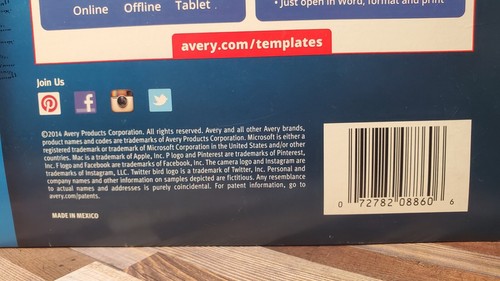 Online Offline Tablet
• Just open in Word, format and print
avery.com/templates
Join Us
©2014 Avery Products Corporation. All rights reserved. Avery and all other Avery brands,
product names and codes are trademarks of Avery Products Corporation. Microsoft is either a
registered trademark or trademark of Microsoft Corporation in the United States and/or other
countries. Mac is a trademark of Apple, Inc. P logo and Pinterest are trademarks of Pinterest,
Inc. f logo and Facebook are trademarks of Facebook, Inc. The camera logo and Instagram are
trademarks of Instagram, LLC. Twitter bird logo is a trademark of Twitter, Inc. Personal and
company names and other information on samples depicted are fictitious. Any resemblance
to actual names and addresses is purely coincidental. For patent information, go to
avery.com/patents.
MADE IN MEXICO
0 72782 08860 6